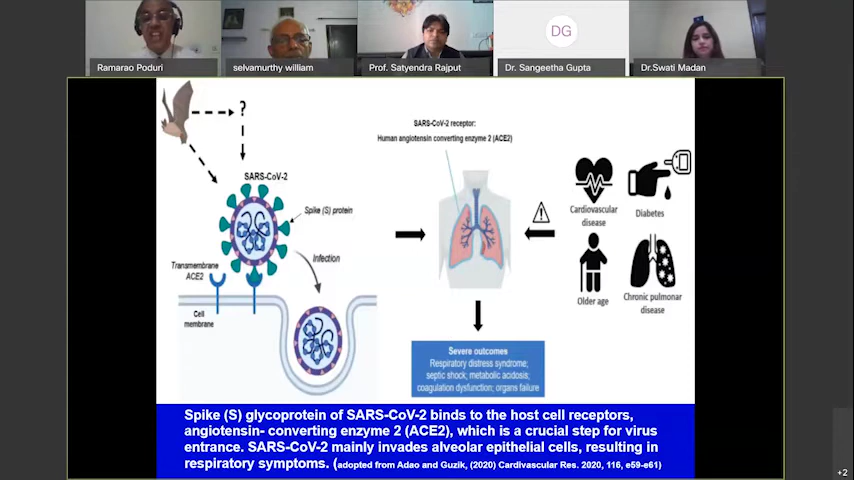 DG
Ramarao Poduri
selvamurthy william
Prof. Satyendra Rajput
Dr. Sangeetha Gupta
Dr.Swati Madan
?
SARS-CoV-2
Spike (S) protein
Infection
Transmembrane
ACE2
Cell
membrane
SARS-CoV-2 receptor:
Human angiotensin converting enzyme 2 (ACE2)
Cardiovascular
disease
Diabetes
Older age
Chronic pulmonar
disease
Severe outcomes
Respiratory distress syndrome;
septic shock; metabolic acidosis;
coagulation dysfunction; organs failure
Spike (S) glycoprotein of SARS-CoV-2 binds to the host cell receptors,
angiotensin- converting enzyme 2 (ACE2), which is a crucial step for virus
entrance. SARS-CoV-2 mainly invades alveolar epithelial cells, resulting in
respiratory symptoms. (adopted from Adao and Guzik, (2020) Cardiovascular Res. 2020, 116, e59-e61)
+2